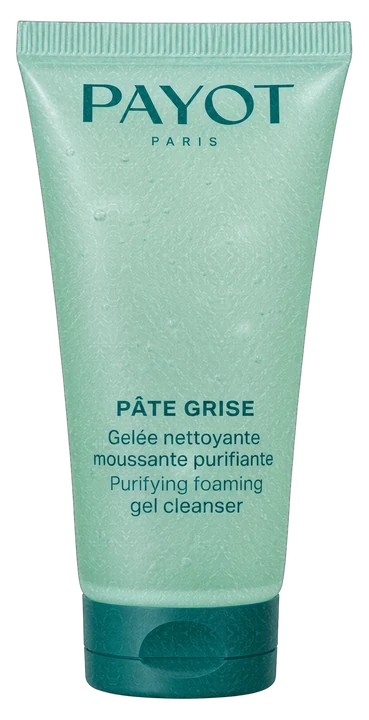 PAYOT
PARIS
PÂTE GRISE
Gelée nettoyante
moussante purifiante
Purifying foaming
gel cleanser